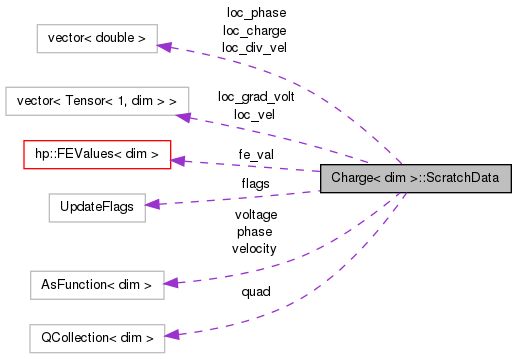 loc_phase
loc_charge
loc_div_vel
vector< double >
loc_grad_volt
loc_vel
vector< Tensor< 1, dim > >
fe_val
hp::FEValues< dim >
Charge< dim >::ScratchData
flags
UpdateFlags
voltage
phase
velocity
AsFunction< dim >
quad
QCollection< dim >